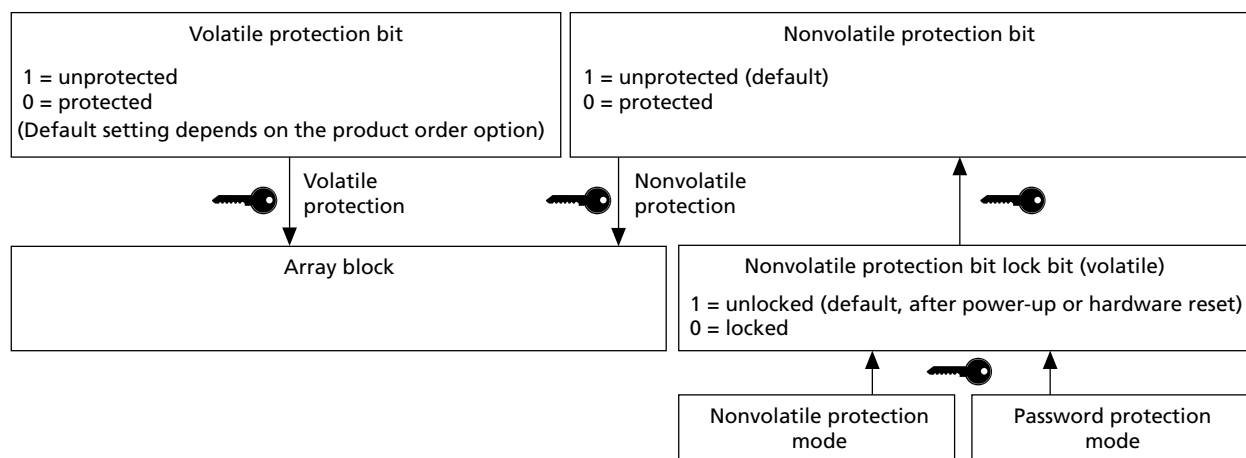 Volatile protection bit
1 = unprotected
0 = protected
(Default setting depends on the product order option)
Nonvolatile protection bit
1 = unprotected (default)
0 = protected
Volatile
protection
Nonvolatile
protection
Array block
Nonvolatile protection bit lock bit (volatile)
1 = unlocked (default, after power-up or hardware reset)
0 = locked
Nonvolatile protection
mode
Password protection
mode